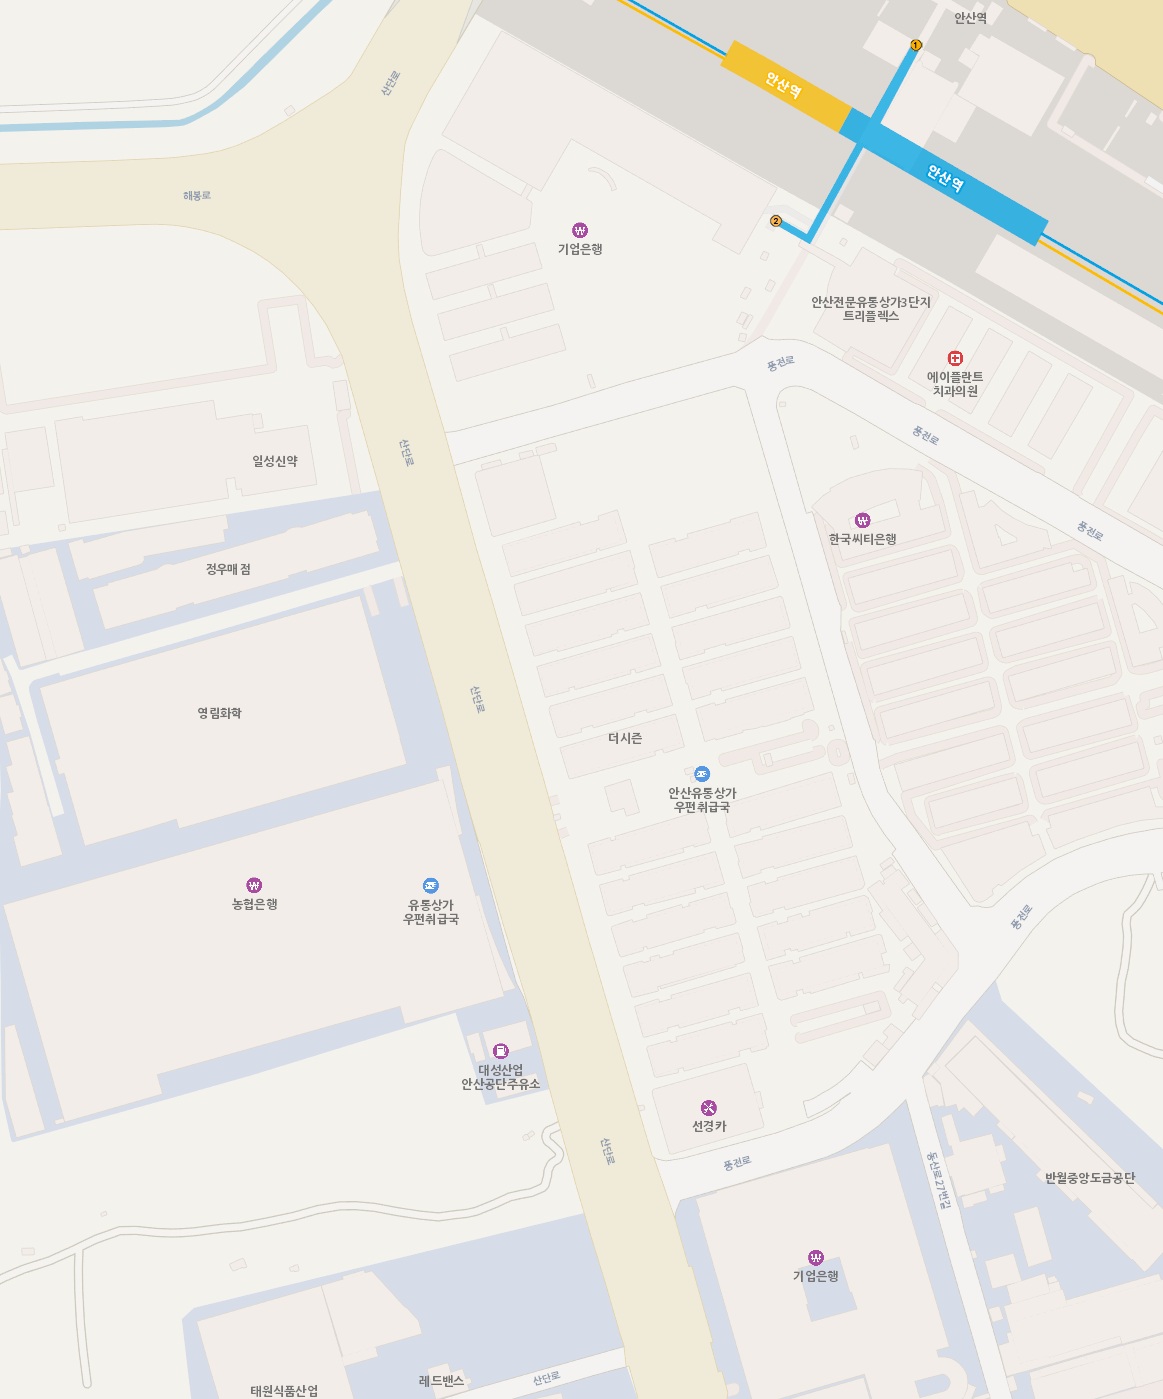 안산역
1
산단로
안산역
안산역
해봉로
2
기업은행
안산전문유통상가3단지
트리플렉스
풍전로
에이플란트
치과의원
풍전로
산단로
일성신약
풍전로
한국씨티은행
정우매점
산단로
영림화학
더시즌
안산유통상가
우편취급국
농협은행
유통상가
우편취급국
풍전로
대성산업
안산공단주유소
선경카
산단로
풍전로
동산로27번길
반월중앙도금공단
기업은행
산단로
레드밴스
태원식품산업